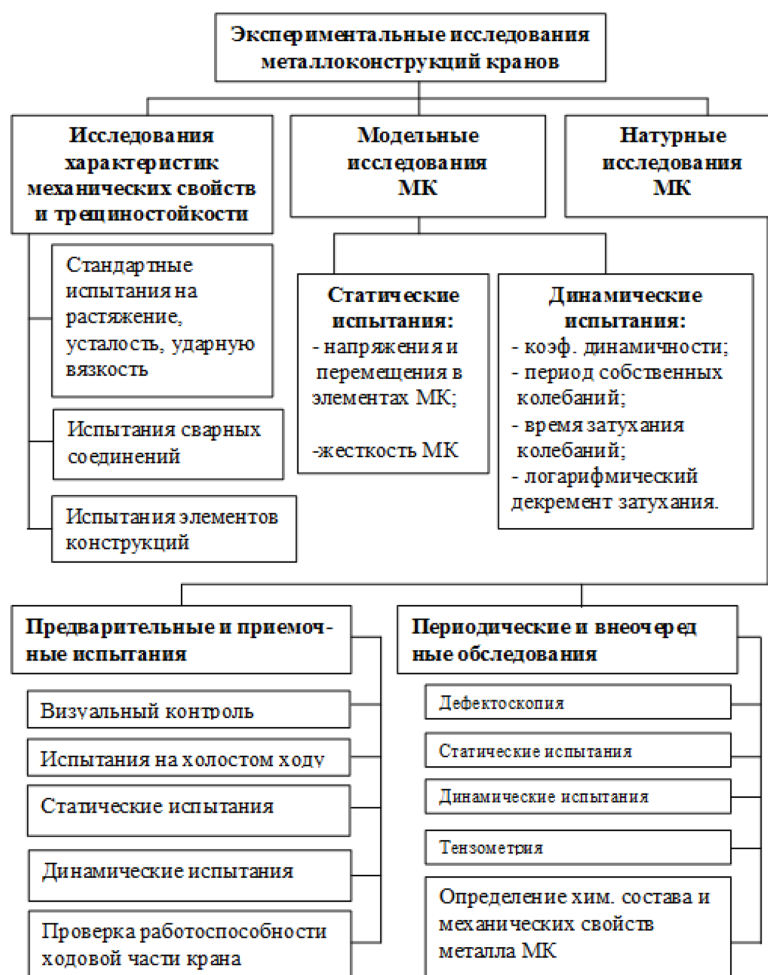 Экспериментальные исследования
металлоконструкций кранов
Исследования
характеристик
механических свойств
и трещиностойкости
Модельные
исследования
МК
Натурные
исследования
МК
Стандартные
испытания на
растяжение,
усталость, ударную
вязкость
Испытания сварных
соединений
Испытания элементов
конструкций
Статические
испытания:
- напряжения и
перемещения в
элементах МК;
-жесткость МК
Динамические
испытания:
- коэф. динамичности;
- период собственных
колебаний;
- время затухания
колебаний;
- логарифмический
декремент затухания.
Предварительные и приемоч-
ные испытания
Визуальный контроль
Испытания на холостом ходу
Статические испытания
Динамические испытания
Проверка работоспособности
ходовой части крана
Периодические и внеочеред
ные обследования
Дефектоскопия
Статические испытания
Динамические испытания
Тензометрия
Определение хим. состава и
механических свойств
металла МК